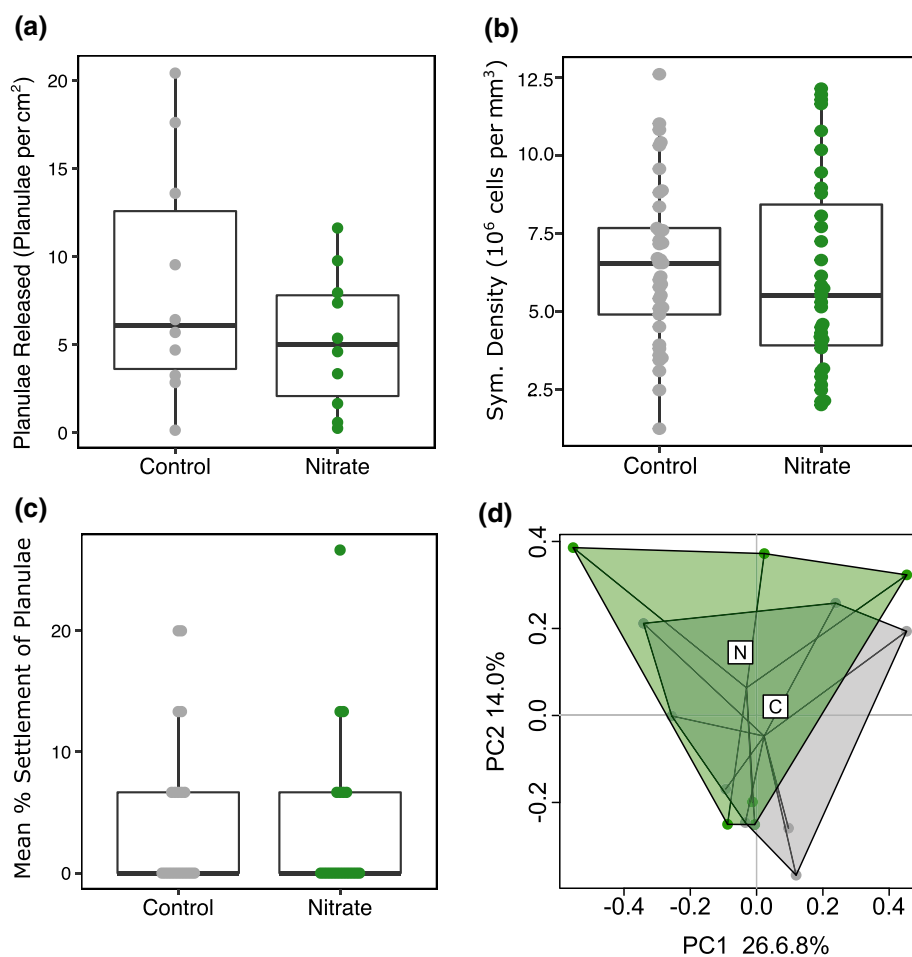 (a)
Planulae Released (Planulae per cm²)
20
15
10
5
0
Control
Nitrate
(b)
Sym. Density (10⁶ cells per mm³)
12.5
10.0
7.5
5.0
2.5
Control
Nitrate
(c)
Mean % Settlement of Planulae
20
10
0
Control
Nitrate
(d)
PC2 14.0%
0.4
0.2
0.0
-0.2
N
C
-0.4
-0.2
0.0
0.2
0.4
PC1 26.6.8%